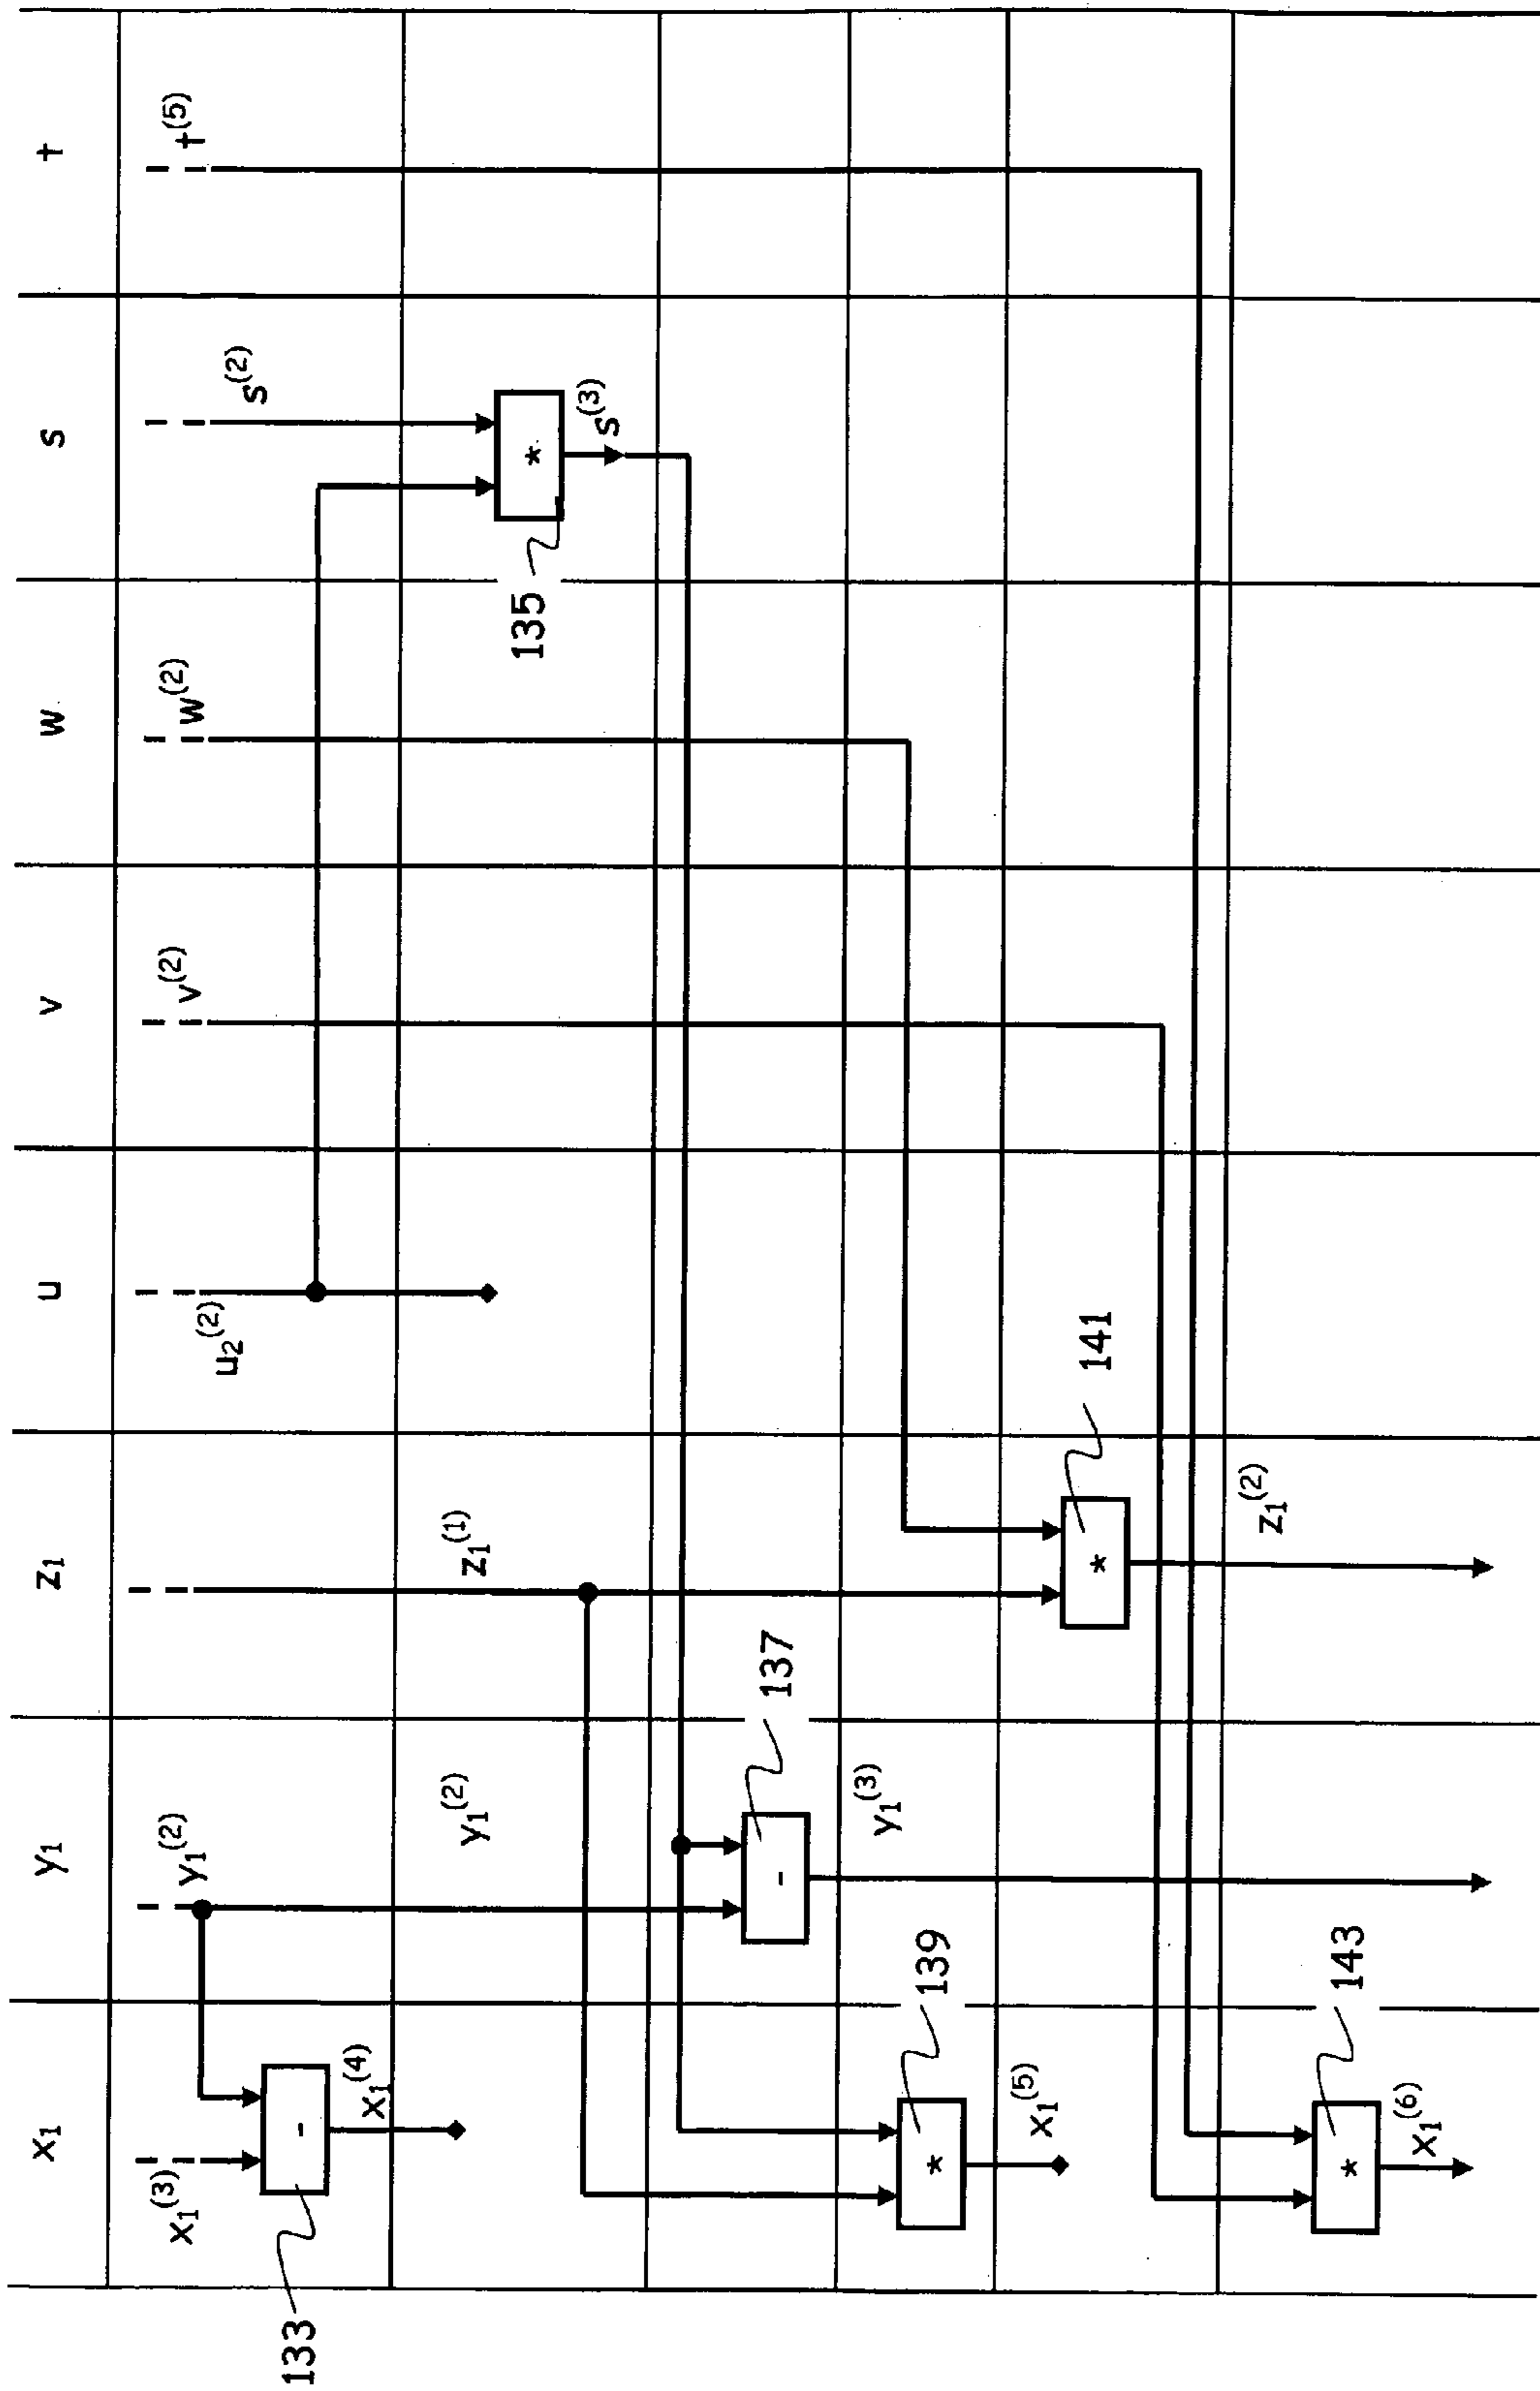 x₁ y₁ z₁ u v w s t
x₁⁽³⁾ y₁⁽²⁾ u₂⁽²⁾ v⁽²⁾ w⁽²⁾ s⁽²⁾ t⁽⁵⁾
133 -
x₁⁽⁴⁾ y₁⁽²⁾ z₁⁽¹⁾
135 * s⁽³⁾
- 137
* 139 y₁⁽³⁾
x₁⁽⁵⁾ * 141
z₁⁽²⁾
* 143
x₁⁽⁶⁾